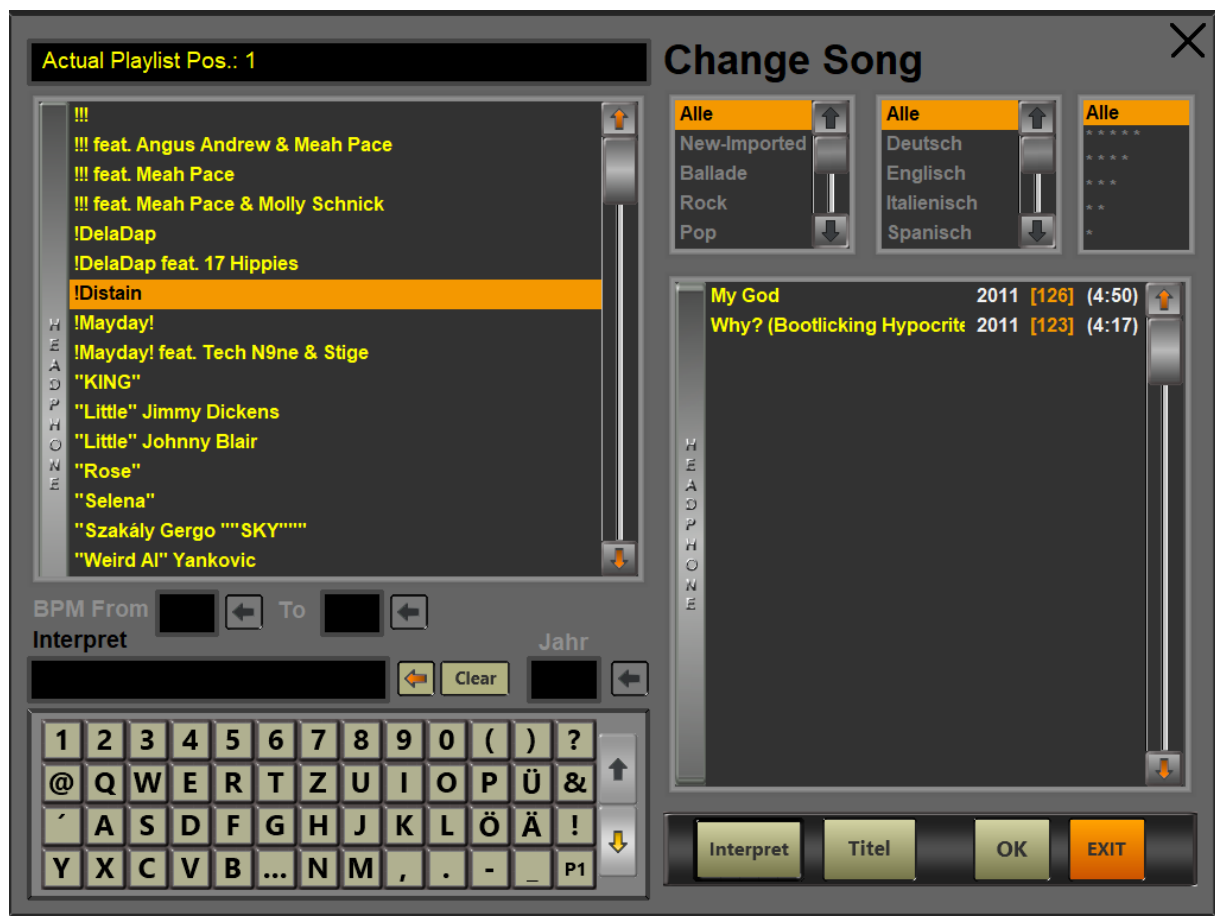 Actual Playlist Pos.: 1
Change Song
!!!
!!! feat. Angus Andrew & Meah Pace
!!! feat. Meah Pace
!!! feat. Meah Pace & Molly Schnick
!DelaDap
!DelaDap feat. 17 Hippies
!Distain
!Mayday!
!Mayday! feat. Tech N9ne & Stige
"KING"
"Little" Jimmy Dickens
"Little" Johnny Blair
"Rose"
"Selena"
"Szakály Gergo ""SKY"""
"Weird Al" Yankovic
HEADPHONE
Alle
New-Imported
Ballade
Rock
Pop
Alle
Deutsch
Englisch
Italienisch
Spanisch
Alle
* * * * *
* * * *
* * *
* *
*
My God 2011 [126] (4:50)
Why? (Bootlicking Hypocrite 2011 [123] (4:17)
HEADPHONE
BPM From To
Interpret Jahr
Clear
1 2 3 4 5 6 7 8 9 0 ( ) ?
@ Q W E R T Z U I O P Ü &
´ A S D F G H J K L Ö Ä !
Y X C V B ... N M , . - _ P1
Interpret Titel OK EXIT